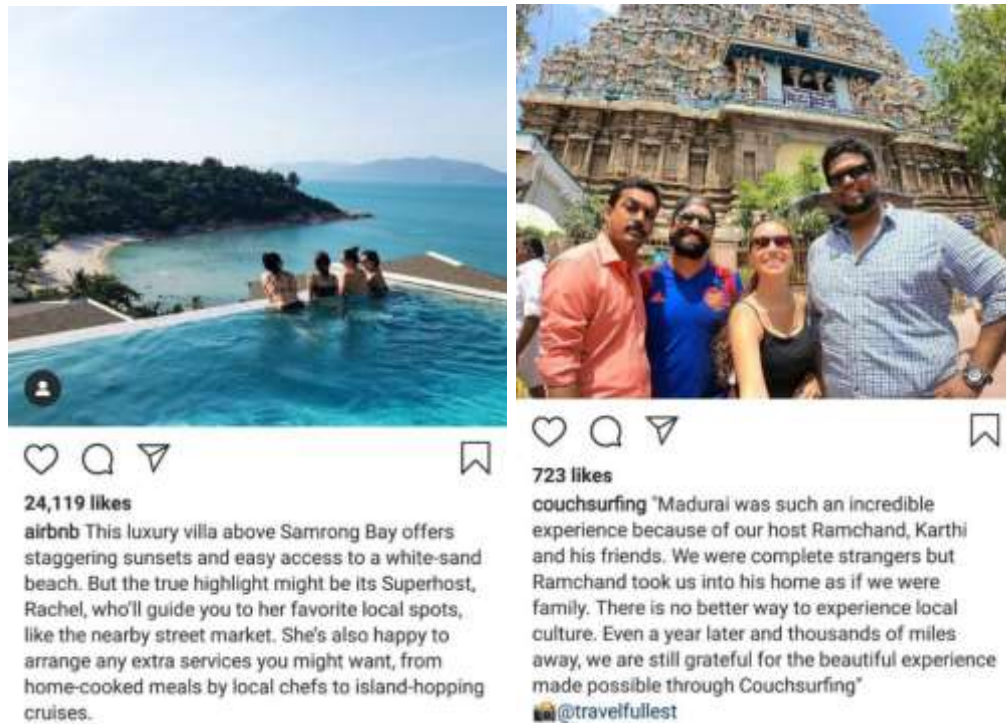 24,119 likes
airbnb This luxury villa above Samrong Bay offers
staggering sunsets and easy access to a white-sand
beach. But the true highlight might be its Superhost,
Rachel, who'll guide you to her favorite local spots,
like the nearby street market. She's also happy to
arrange any extra services you might want, from
home-cooked meals by local chefs to island-hopping
cruises.
723 likes
couchsurfing "Madurai was such an incredible
experience because of our host Ramchand, Karthi
and his friends. We were complete strangers but
Ramchand took us into his home as if we were
family. There is no better way to experience local
culture. Even a year later and thousands of miles
away, we are still grateful for the beautiful experience
made possible through Couchsurfing"
📸@travelfullest